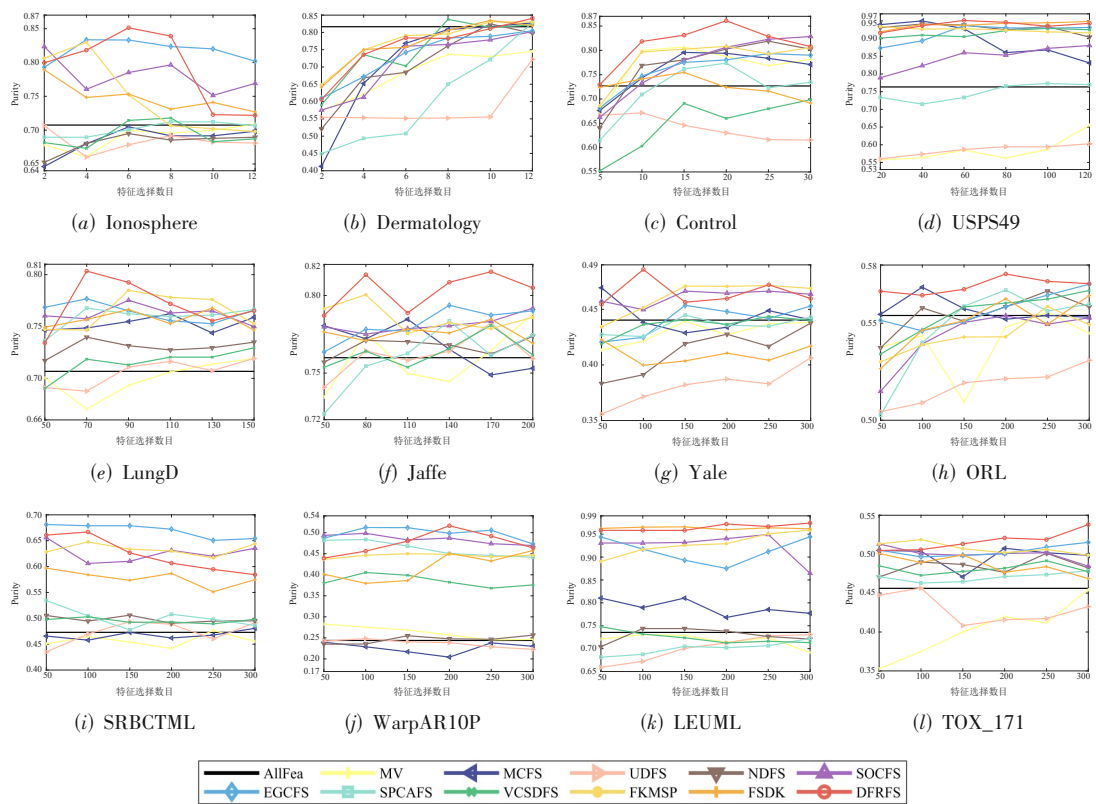 0.87
0.80
0.75
0.70
0.64
Purity
2 4 6 8 10 12
特征选择数目
(a) Ionosphere
0.85
0.80
0.75
0.70
0.65
0.60
0.55
0.50
0.45
0.40
Purity
2 4 6 8 10 12
特征选择数目
(b) Dermatology
0.87
0.80
0.75
0.70
0.65
0.60
0.55
Purity
5 10 15 20 25 30
特征选择数目
(c) Control
0.97
0.95
0.90
0.85
0.80
0.75
0.70
0.65
0.60
0.55
0.53
Purity
20 40 60 80 100 120
特征选择数目
(d) USPS49
0.81
0.80
0.75
0.70
0.66
Purity
50 70 90 110 130 150
特征选择数目
(e) LungD
0.82
0.80
0.75
0.72
Purity
50 80 110 140 170 200
特征选择数目
(f) Jaffe
0.49
0.45
0.40
0.35
Purity
50 100 150 200 250 300
特征选择数目
(g) Yale
0.58
0.55
0.50
Purity
50 100 150 200 250 300
特征选择数目
(h) ORL
0.70
0.65
0.60
0.55
0.50
0.45
0.40
Purity
50 100 150 200 250 300
特征选择数目
(i) SRBCTML
0.54
0.50
0.45
0.40
0.35
0.30
0.25
0.20
0.17
Purity
50 100 150 200 250 300
特征选择数目
(j) WarpAR10P
0.99
0.95
0.90
0.85
0.80
0.75
0.70
0.65
Purity
50 100 150 200 250 300
特征选择数目
(k) LEUML
0.55
0.50
0.45
0.40
0.35
Purity
50 100 150 200 250 300
特征选择数目
(l) TOX_171
AllFea MV MCFS UDFS NDFS SOCFS
EGCFS SPCAFS VCSDFS FKMSP FSDK DFRFS